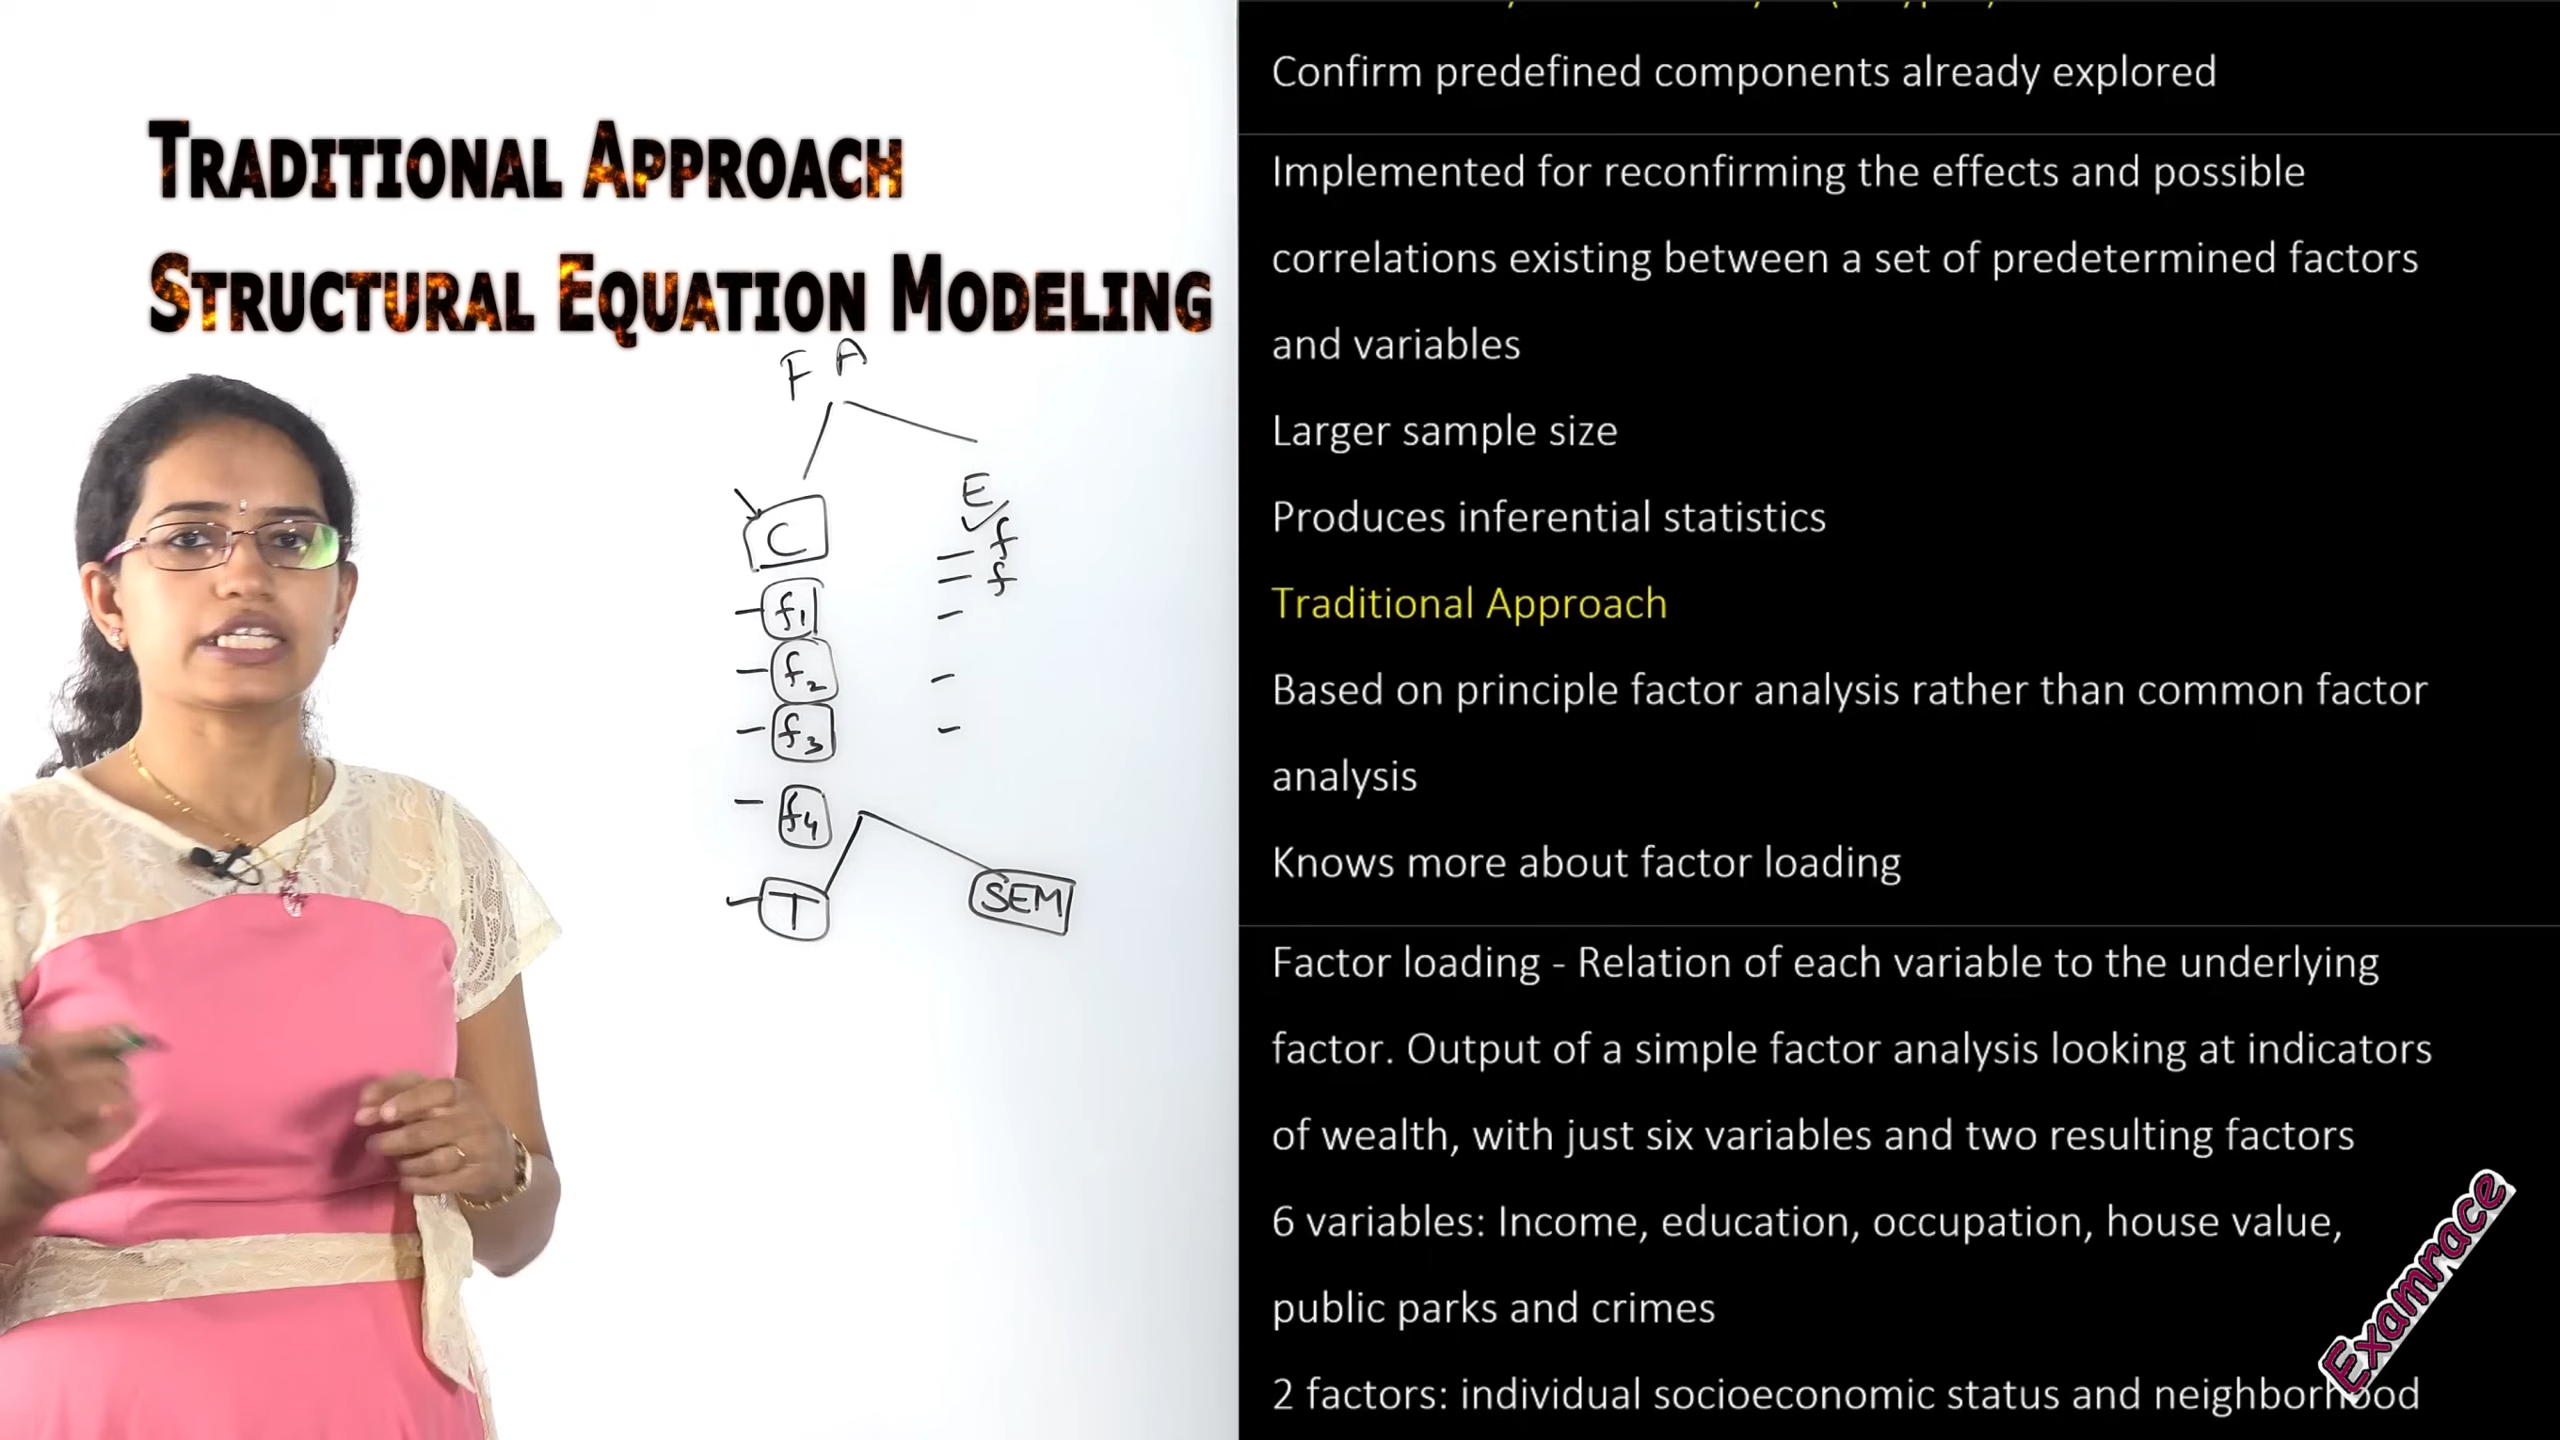 TRADITIONAL APPROACH
STRUCTURAL EQUATION MODELING
F A
C
E
f
f
f1
f2
f3
f4
T
SEM
Confirm predefined components already explored
Implemented for reconfirming the effects and possible
correlations existing between a set of predetermined factors
and variables
Larger sample size
Produces inferential statistics
Traditional Approach
Based on principle factor analysis rather than common factor
analysis
Knows more about factor loading
Factor loading - Relation of each variable to the underlying
factor. Output of a simple factor analysis looking at indicators
of wealth, with just six variables and two resulting factors
6 variables: Income, education, occupation, house value,
public parks and crimes
2 factors: individual socioeconomic status and neighborhood
Examrace